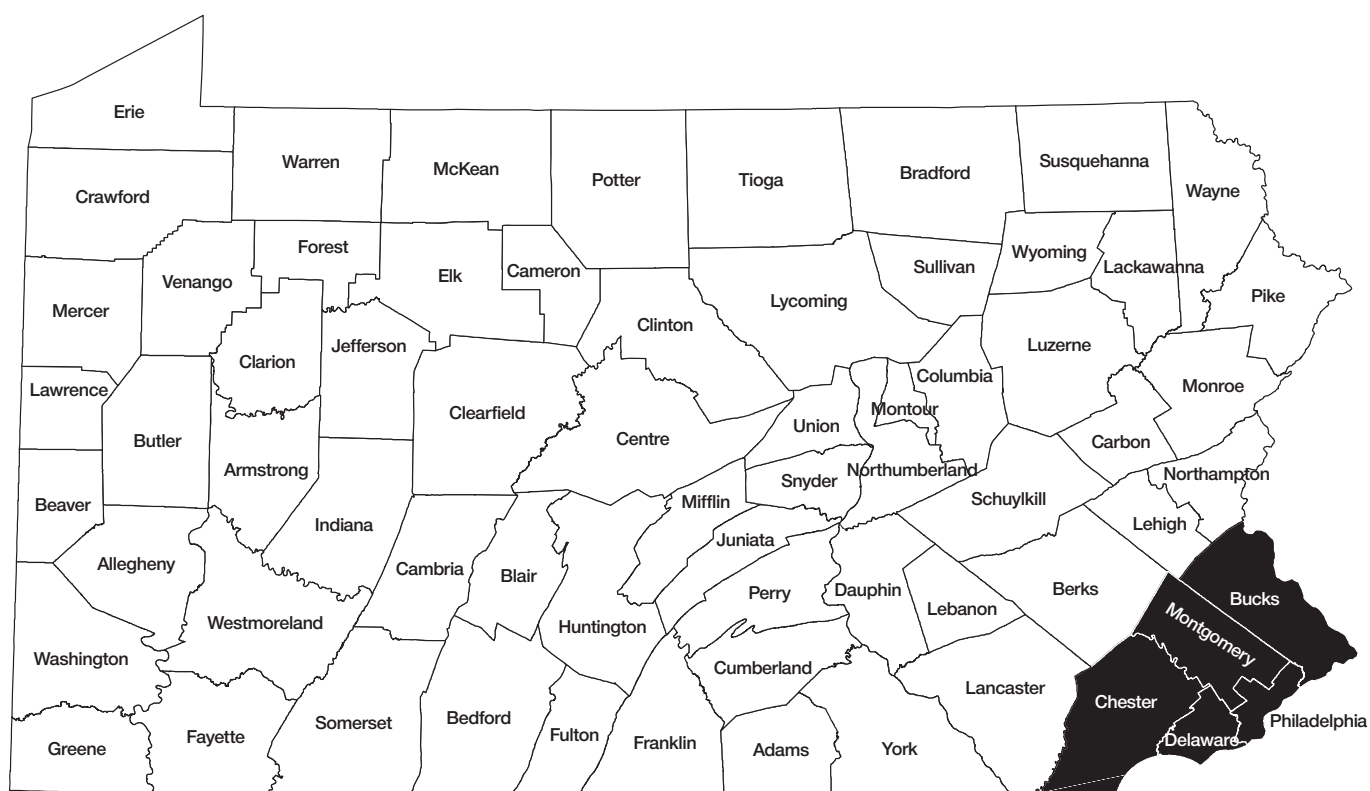 Erie
Warren
McKean
Potter
Tioga
Bradford
Susquehanna
Wayne
Crawford
Forest
Elk
Cameron
Sullivan
Wyoming
Lackawanna
Venango
Mercer
Pike
Lycoming
Clinton
Jefferson
Clarion
Luzerne
Lawrence
Columbia
Monroe
Clearfield
Montour
Union
Butler
Centre
Carbon
Armstrong
Northumberland
Northampton
Snyder
Mifflin
Schuylkill
Beaver
Indiana
Lehigh
Juniata
Allegheny
Cambria
Blair
Dauphin
Perry
Berks
Bucks
Lebanon
Westmoreland
Huntington
Montgomery
Washington
Cumberland
Lancaster
Chester
Somerset
Bedford
Philadelphia
Greene
Fayette
Fulton
Franklin
Adams
York
Delaware